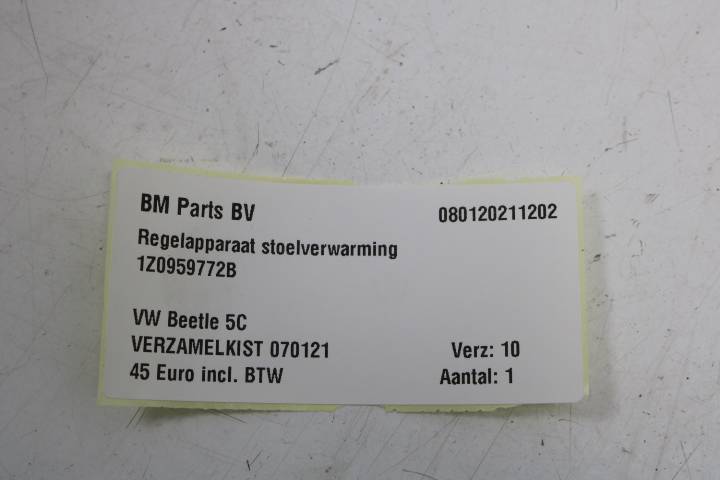 BM Parts BV 080120211202
Regelapparaat stoelverwarming
1Z0959772B
VW Beetle 5C
VERZAMELKIST 070121 Verz: 10
45 Euro incl. BTW Aantal: 1